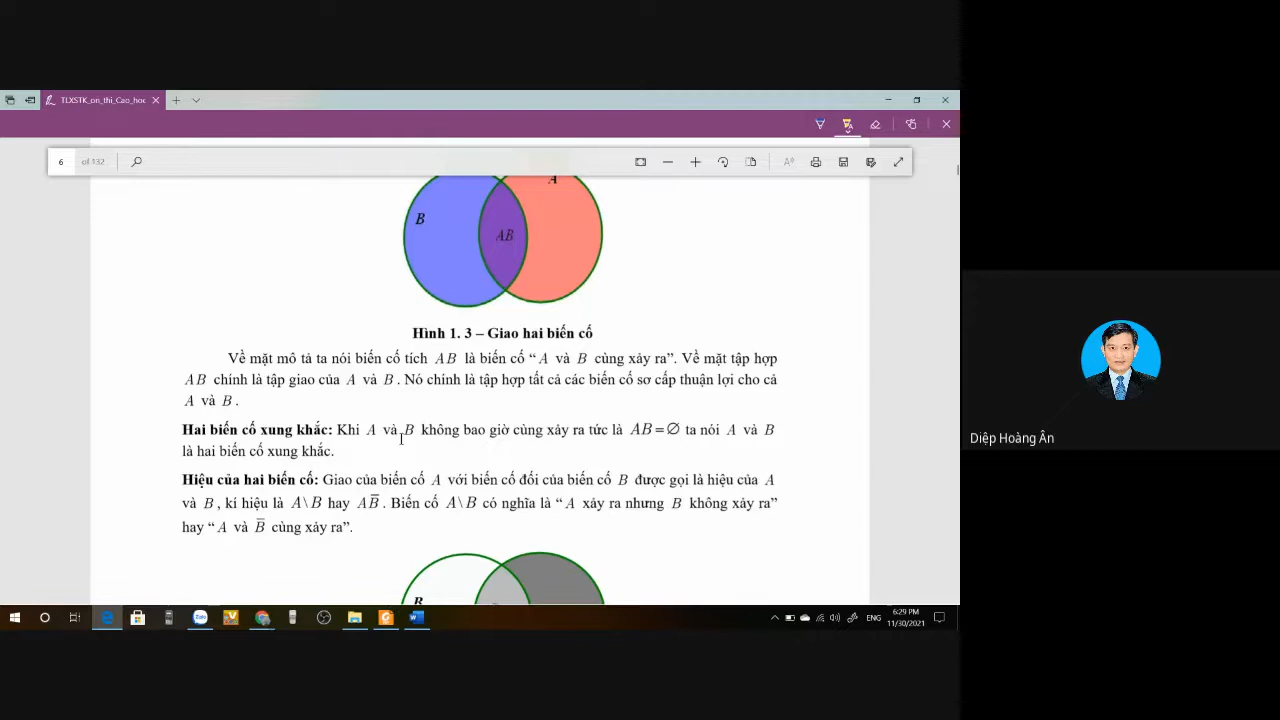 TLXSTK_on_thi_Cao_hoc
6 of 132
A
B
AB
Hình 1. 3 – Giao hai biến cố
Về mặt mô tả ta nói biến cố tích AB là biến cố “A và B cùng xảy ra”. Về mặt tập hợp
AB chính là tập giao của A và B. Nó chính là tập hợp tất cả các biến cố sơ cấp thuận lợi cho cả
A và B.
Hai biến cố xung khắc: Khi A và B không bao giờ cùng xảy ra tức là AB=∅ ta nói A và B
là hai biến cố xung khắc.
Hiệu của hai biến cố: Giao của biến cố A với biến cố đối của biến cố B được gọi là hiệu của A
và B, kí hiệu là A\B hay AB̅. Biến cố A\B có nghĩa là “A xảy ra nhưng B không xảy ra”
hay “A và B̅ cùng xảy ra”.
B
Diệp Hoàng Ân
Zalo
ENG
6:29 PM
11/30/2021